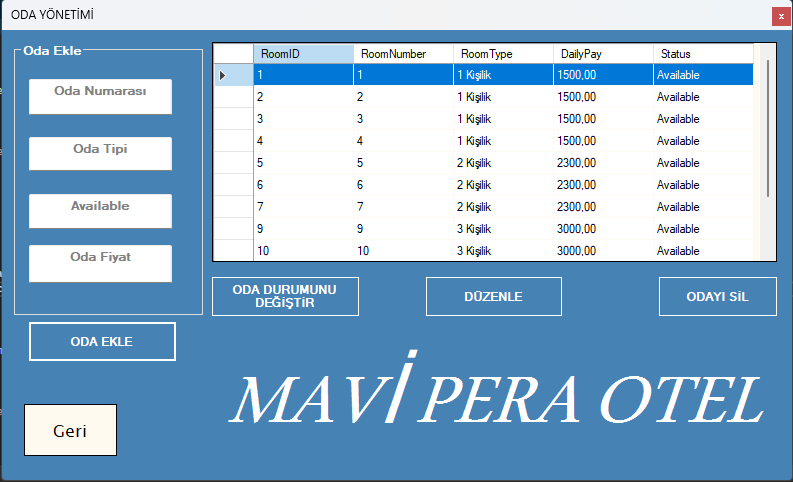 ODA YÖNETİMİ
x
Oda Ekle
Oda Numarası
Oda Tipi
Available
Oda Fiyat
ODA EKLE
Geri
RoomID RoomNumber RoomType DailyPay Status
1 1 1 Kişilik 1500,00 Available
2 2 1 Kişilik 1500,00 Available
3 3 1 Kişilik 1500,00 Available
4 4 1 Kişilik 1500,00 Available
5 5 2 Kişilik 2300,00 Available
6 6 2 Kişilik 2300,00 Available
7 7 2 Kişilik 2300,00 Available
9 9 3 Kişilik 3000,00 Available
10 10 3 Kişilik 3000,00 Available
ODA DURUMUNU
DEĞİŞTİR
DÜZENLE
ODAYI SİL
MAVİ PERA OTEL